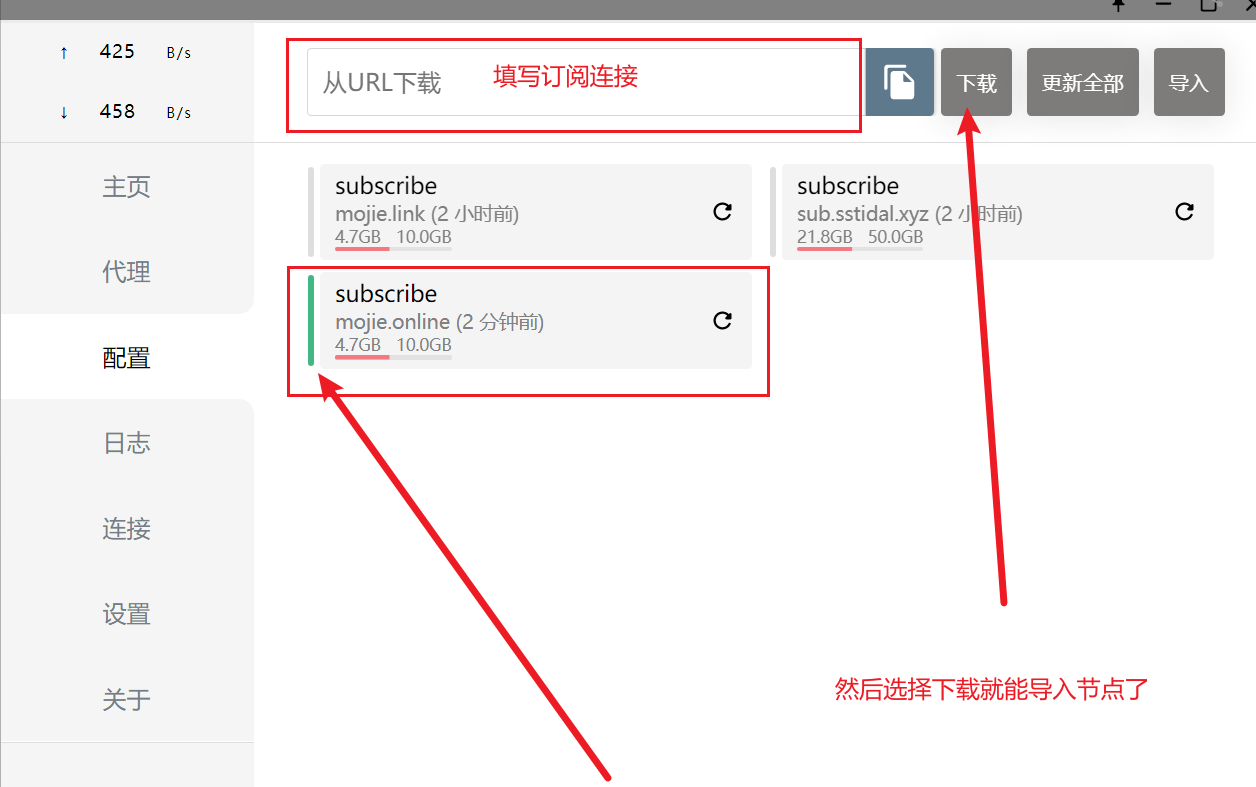 ↑ 425 B/s
↓ 458 B/s
从URL下载
填写订阅连接
下载
更新全部
导入
主页
代理
配置
日志
连接
设置
关于
subscribe
mojie.link (2 小时前)
4.7GB 10.0GB
subscribe
sub.sstidal.xyz (2 小时前)
21.8GB 50.0GB
subscribe
mojie.online (2 分钟前)
4.7GB 10.0GB
然后选择下载就能导入节点了